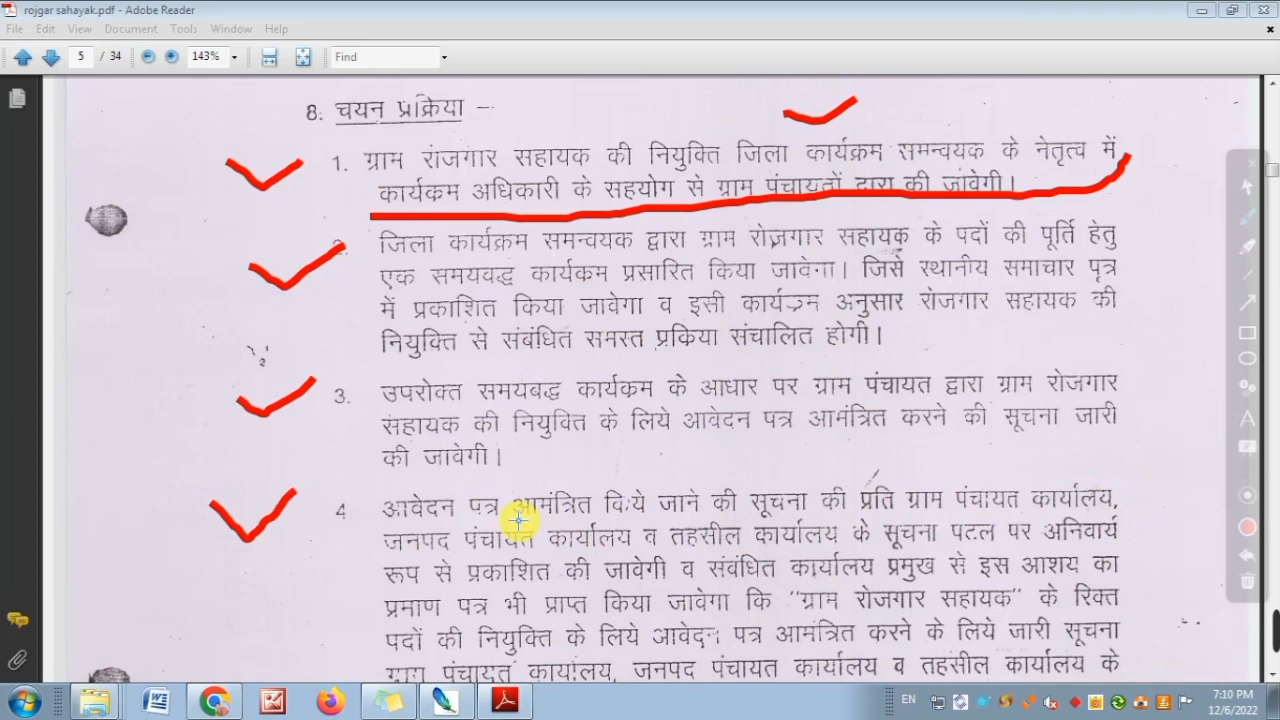 rojgar sahayak.pdf - Adobe Reader
File Edit View Document Tools Window Help
5 / 34 143% Find
8. चयन प्रक्रिया –
1. ग्राम रोजगार सहायक की नियुक्ति जिला कार्यक्रम समन्वयक के नेतृत्व में
कार्यक्रम अधिकारी के सहयोग से ग्राम पंचायतों द्वारा की जावेगी।
2. जिला कार्यक्रम समन्वयक द्वारा ग्राम रोजगार सहायक के पदों की पूर्ति हेतु
एक समयवद्ध कार्यकम प्रसारित किया जावेगा। जिसे स्थानीय समाचार पत्र
में प्रकाशित किया जावेगा व इसी कार्यक्रम अनुसार रोजगार सहायक की
नियुक्ति से संबंधित समस्त प्रकिया संचालित होगी।
3. उपरोक्त समयबद्ध कार्यक्रम के आधार पर ग्राम पंचायत द्वारा ग्राम रोजगार
सहायक की नियुक्ति के लिये आवेदन पत्र आमंत्रित करने की सूचना जारी
की जावेगी।
4 आवेदन पत्र आमंत्रित किये जाने की सूचना की प्रति ग्राम पंचायत कार्यालय,
जनपद पंचायत कार्यालय व तहसील कार्यालय के सूचना पटल पर अनिवार्य
रूप से प्रकाशित की जावेगी व संबंधित कार्यालय प्रमुख से इस आशय का
प्रमाण पत्र भी प्राप्त किया जावेगा कि "ग्राम रोजगार सहायक" के रिक्त
पदों की नियुक्ति के लिये आवेदन पत्र आमंत्रित करने के लिये जारी सूचना
ग्राम पंचायत कार्यालय, जनपद पंचायत कार्यालय व तहसील कार्यालय के
EN 7:10 PM
12/6/2022